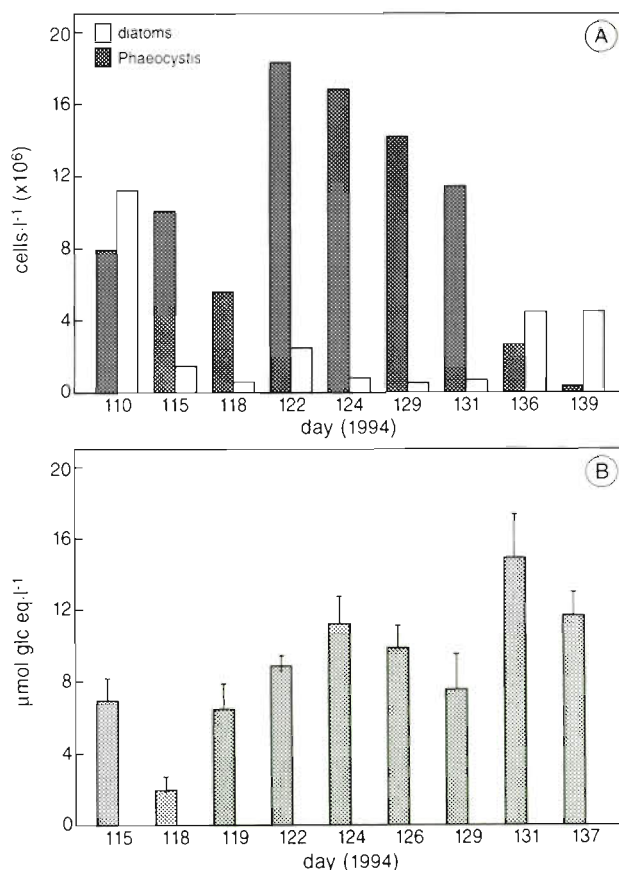 20
16
12
8
4
0
cells·l⁻¹ (x10⁶)
diatoms
Phaeocystis
A
110 115 118 122 124 129 131 136 139
day (1994)
20
16
12
8
4
0
µmol glc eq.l⁻¹
B
115 118 119 122 124 126 129 131 137
day (1994)